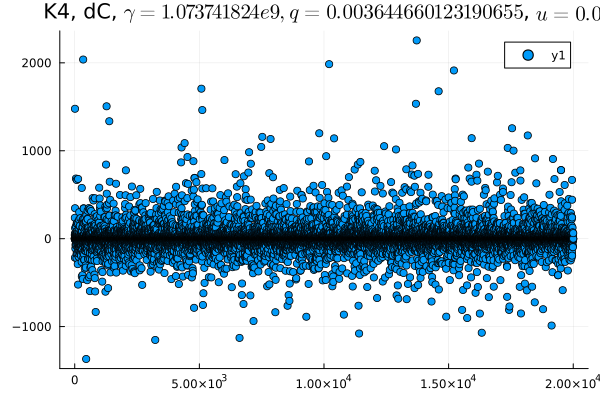 K4, dC, γ = 1.073741824e9, q = 0.003644660123190655, u = 0.0
y1
2000
1000
0
−1000
0 5.00×10³ 1.00×10⁴ 1.50×10⁴ 2.00×10⁴